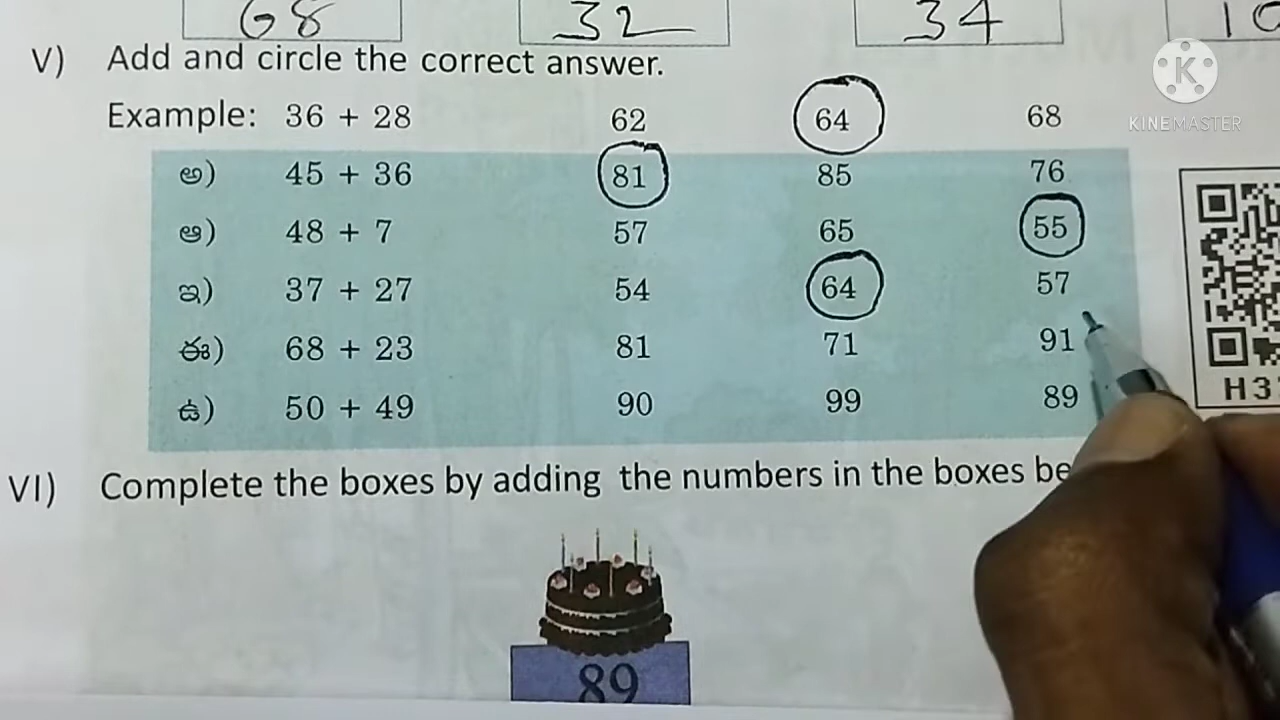 68 32 34 10
V) Add and circle the correct answer.
Example: 36 + 28 62 64 68
అ) 45 + 36 81 85 76
ఆ) 48 + 7 57 65 55
ఇ) 37 + 27 54 64 57
ఈ) 68 + 23 81 71 91
ఉ) 50 + 49 90 99 89
VI) Complete the boxes by adding the numbers in the boxes be
89
K
KINEMASTER
H3